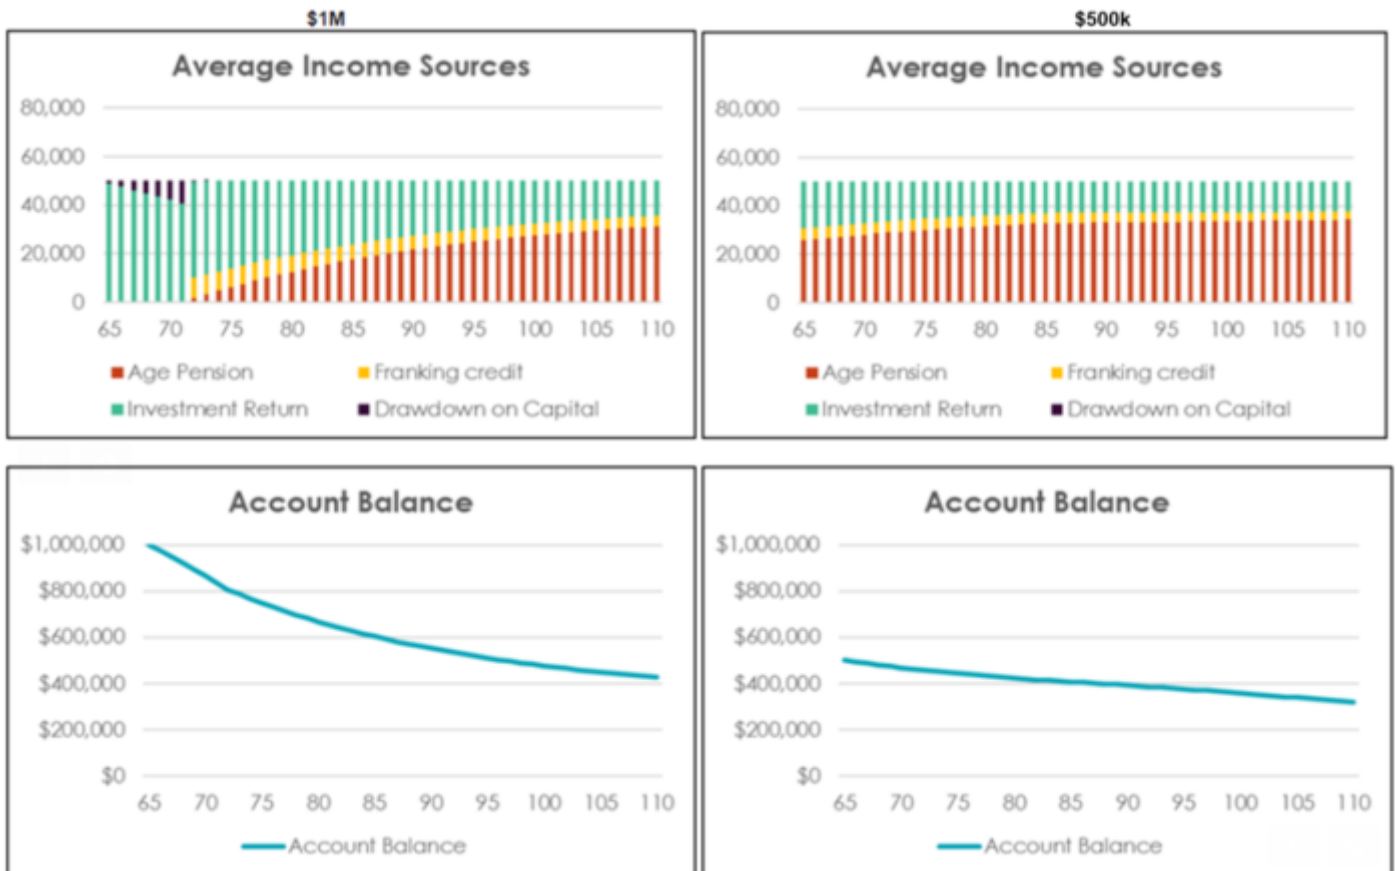 $1M
$500k
Average Income Sources
80,000
60,000
40,000
20,000
0
65 70 75 80 85 90 95 100 105 110
Age Pension Franking credit
Investment Return Drawdown on Capital
Average Income Sources
80,000
60,000
40,000
20,000
0
65 70 75 80 85 90 95 100 105 110
Age Pension Franking credit
Investment Return Drawdown on Capital
Account Balance
$1,000,000
$800,000
$600,000
$400,000
$200,000
$0
65 70 75 80 85 90 95 100 105 110
Account Balance
Account Balance
$1,000,000
$800,000
$600,000
$400,000
$200,000
$0
65 70 75 80 85 90 95 100 105 110
Account Balance